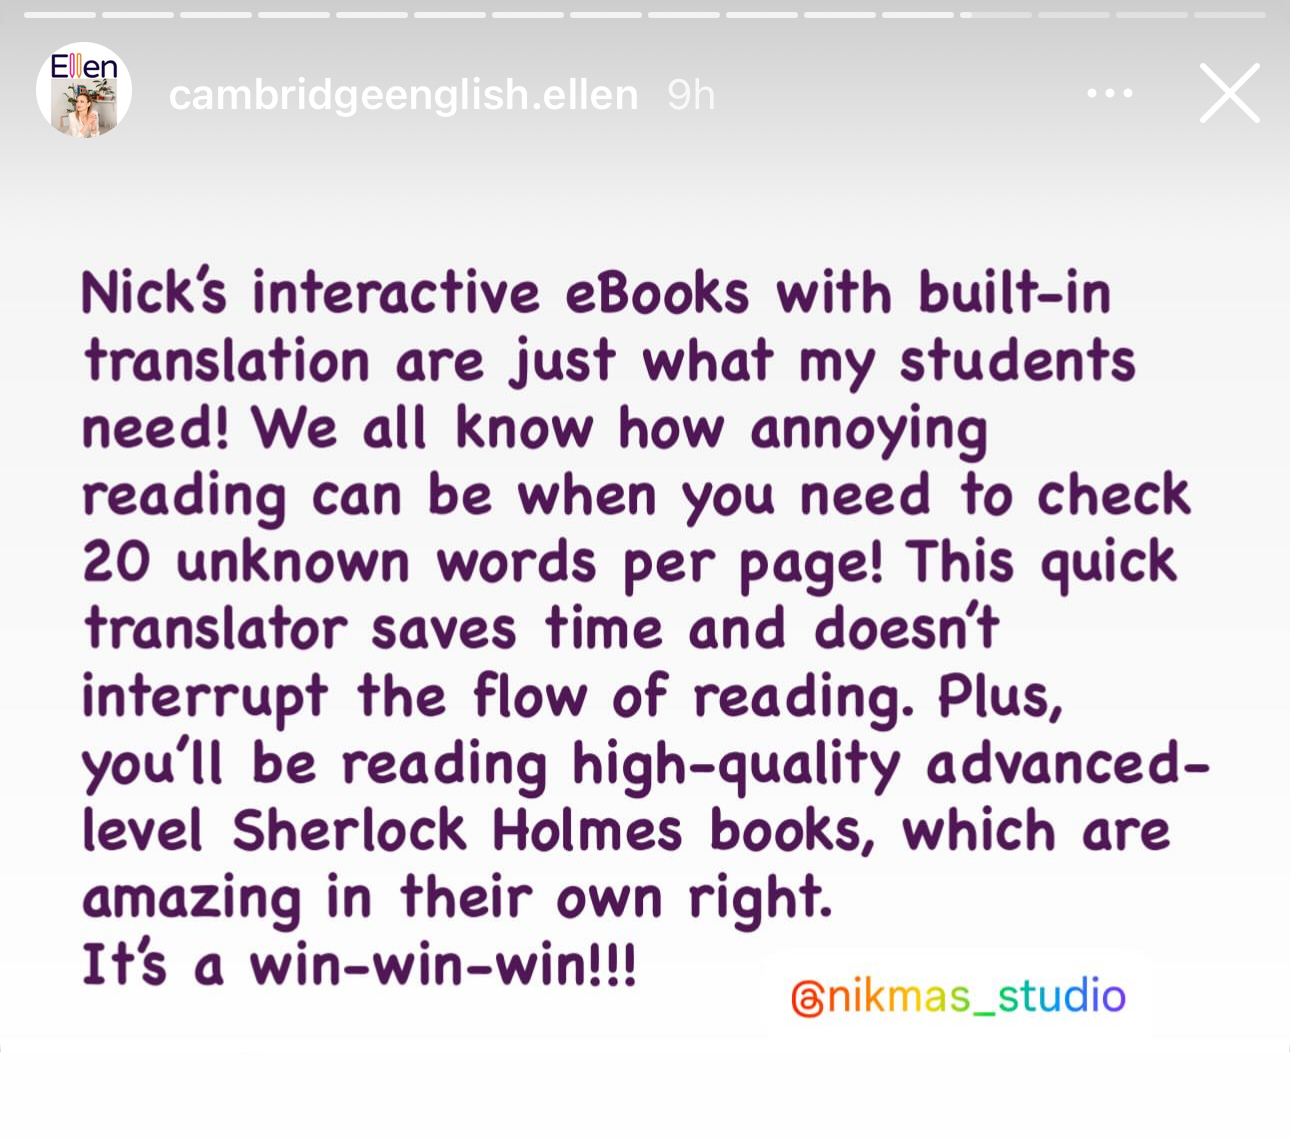 Ellen
cambridgeenglish.ellen 9h
Nick's interactive eBooks with built-in
translation are just what my students
need! We all know how annoying
reading can be when you need to check
20 unknown words per page! This quick
translator saves time and doesn't
interrupt the flow of reading. Plus,
you'll be reading high-quality advanced-
level Sherlock Holmes books, which are
amazing in their own right.
It's a win-win-win!!!
@nikmas_studio